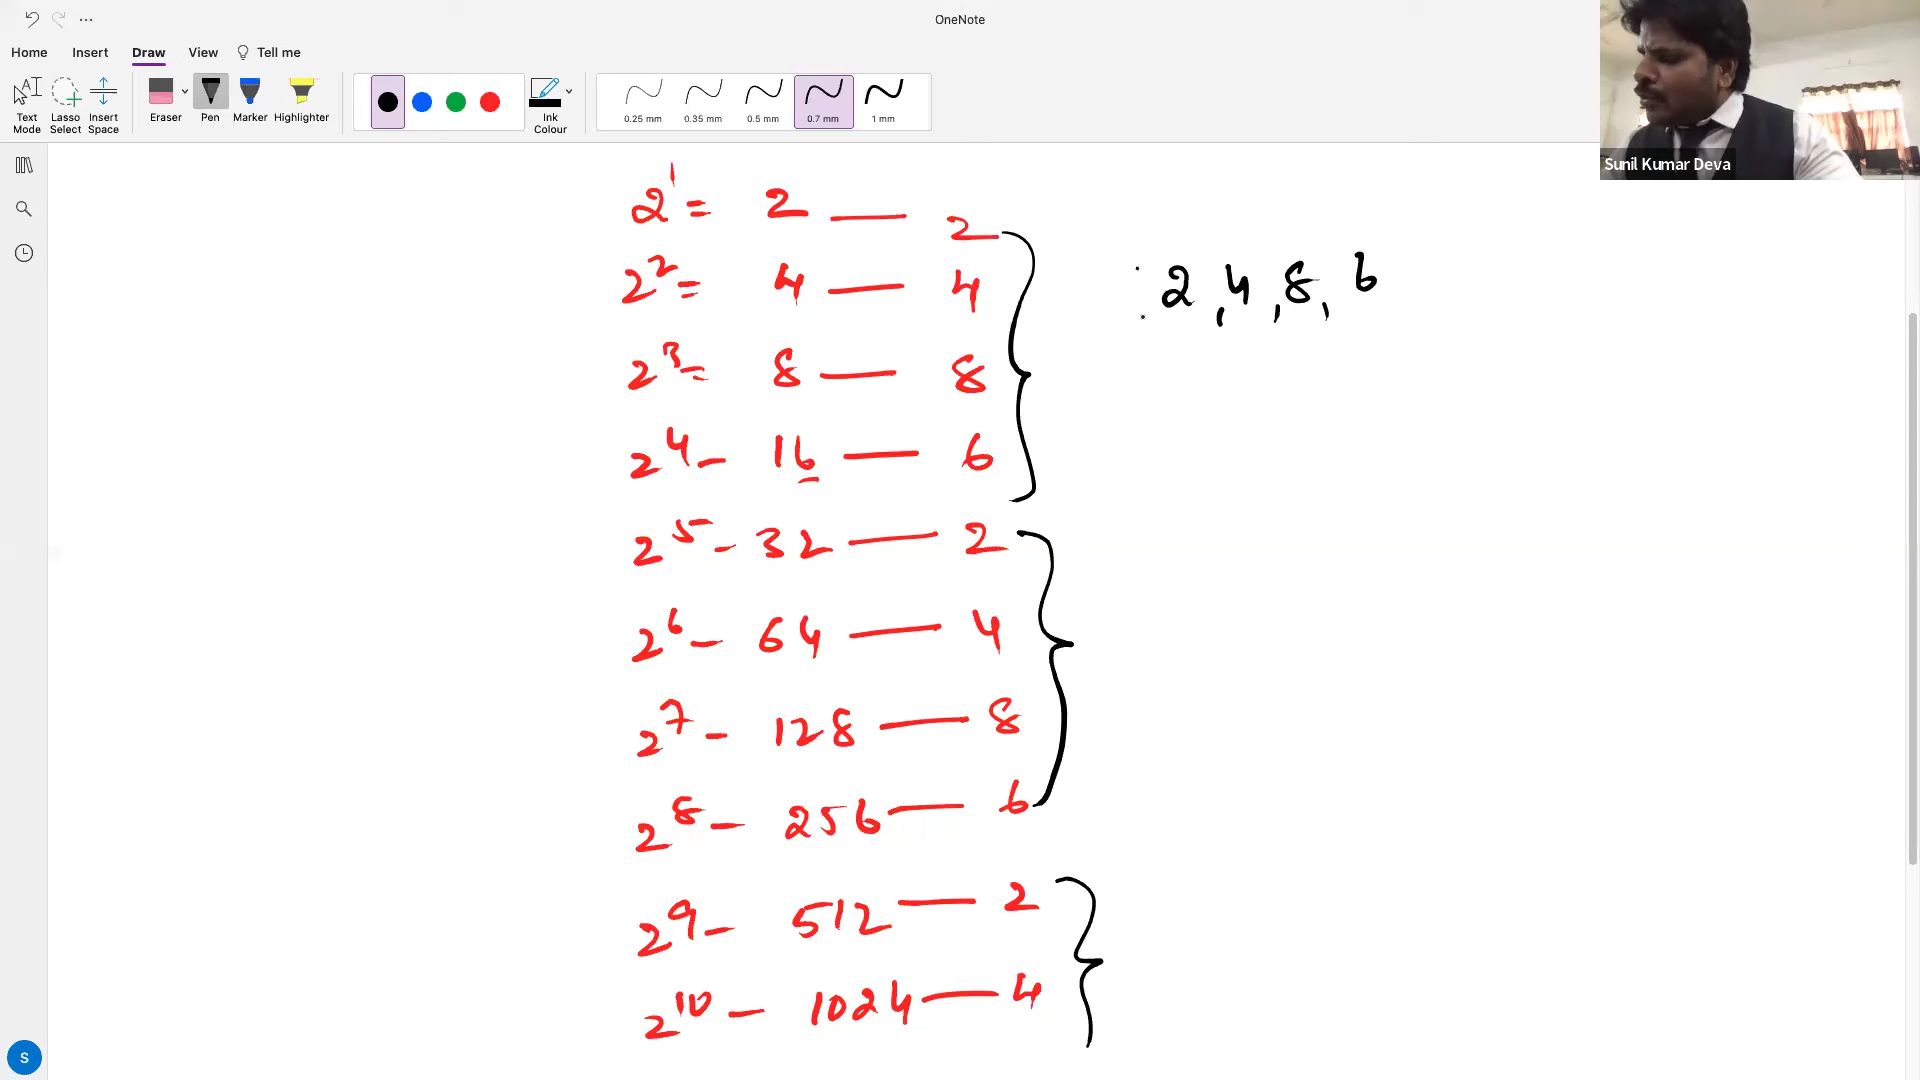 OneNote
Home Insert Draw View Tell me
Text Mode Lasso Select Insert Space Eraser Pen Marker Highlighter Ink Colour 0.25 mm 0.35 mm 0.5 mm 0.7 mm 1 mm
Sunil Kumar Deva
2¹ = 2 — 2
2² = 4 — 4
2³ = 8 — 8
2⁴ - 16 — 6
2⁵ - 32 — 2
2⁶ - 64 — 4
2⁷ - 128 — 8
2⁸ - 256 — 6
2⁹ - 512 — 2
2¹⁰ - 1024 — 4
2, 4, 8, 6
S